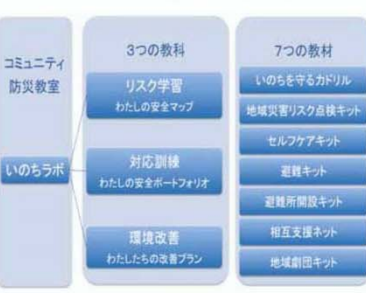 コミュニティ
防災教室
いのちラボ
3つの教科
リスク学習
わたしの安全マップ
対応訓練
わたしの安全ポートフォリオ
環境改善
わたしたちの改善プラン
7つの教材
いのちを守るカドリル
地域災害リスク点検キット
セルフケアキット
避難キット
避難所開設キット
相互支援ネット
地域劇団キット